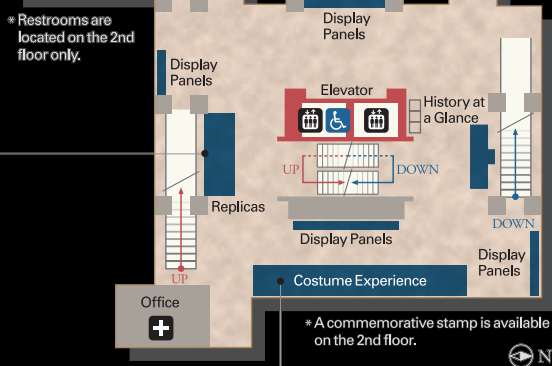 * Restrooms are
located on the 2nd
floor only.
Display
Panels
Display
Panels
Elevator
History at
a Glance
UP
DOWN
Replicas
Display Panels
DOWN
UP
Display
Panels
Costume Experience
Office
* A commemorative stamp is available
on the 2nd floor.
N